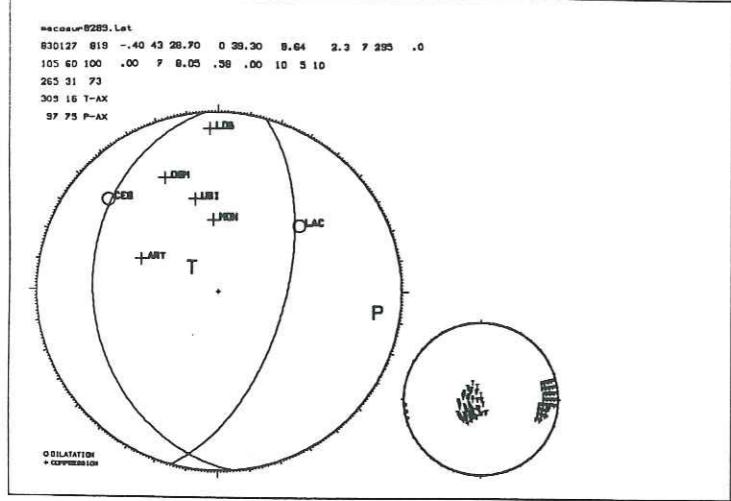 macosur8289.Lat
830127 819 -.40 43 28.70 0 39.30 8.64 2.3 7 295 .0
105 60 100 .00 7 8.05 .38 .00 10 5 10
265 31 73
303 16 T-AX
97 75 P-AX
LDB
OGM
CEB
UBI
MON
LAC
ART
T
P
O DILATATION
+ COMPRESSION